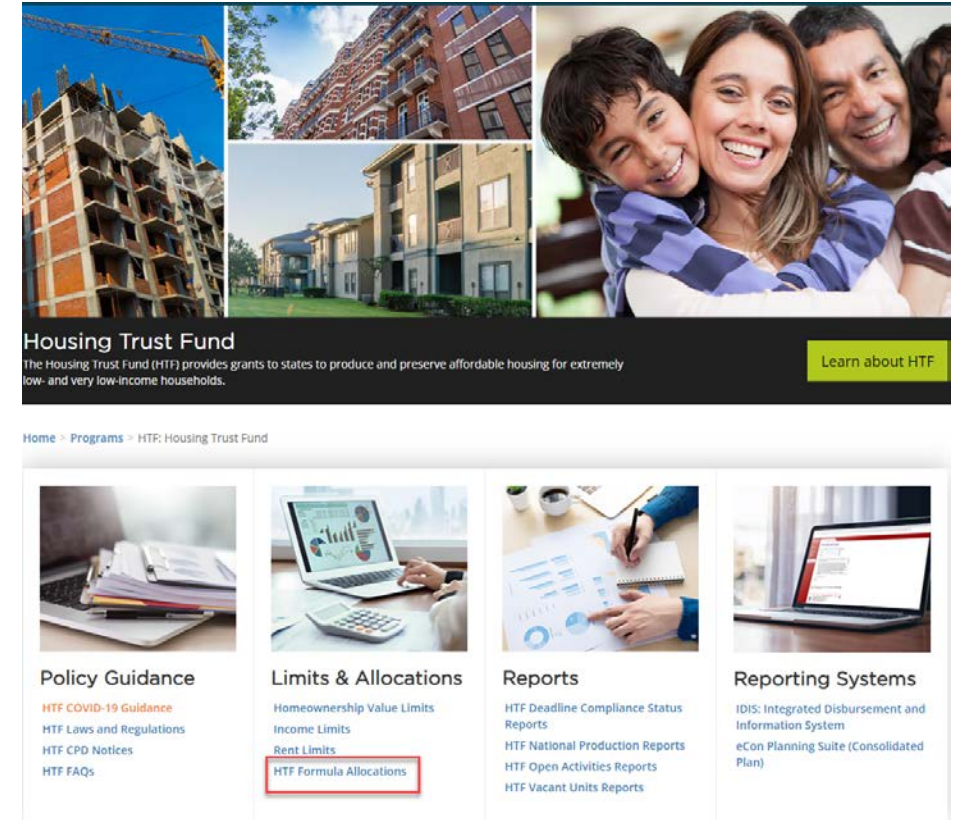 Housing Trust Fund
The Housing Trust Fund (HTF) provides grants to states to produce and preserve affordable housing for extremely
low- and very low-income households.
Learn about HTF
Home > Programs > HTF: Housing Trust Fund
Policy Guidance
HTF COVID-19 Guidance
HTF Laws and Regulations
HTF CPD Notices
HTF FAQs
Limits & Allocations
Homeownership Value Limits
Income Limits
Rent Limits
HTF Formula Allocations
Reports
HTF Deadline Compliance Status
Reports
HTF National Production Reports
HTF Open Activities Reports
HTF Vacant Units Reports
Reporting Systems
IDIS: Integrated Disbursement and
Information System
eCon Planning Suite (Consolidated
Plan)